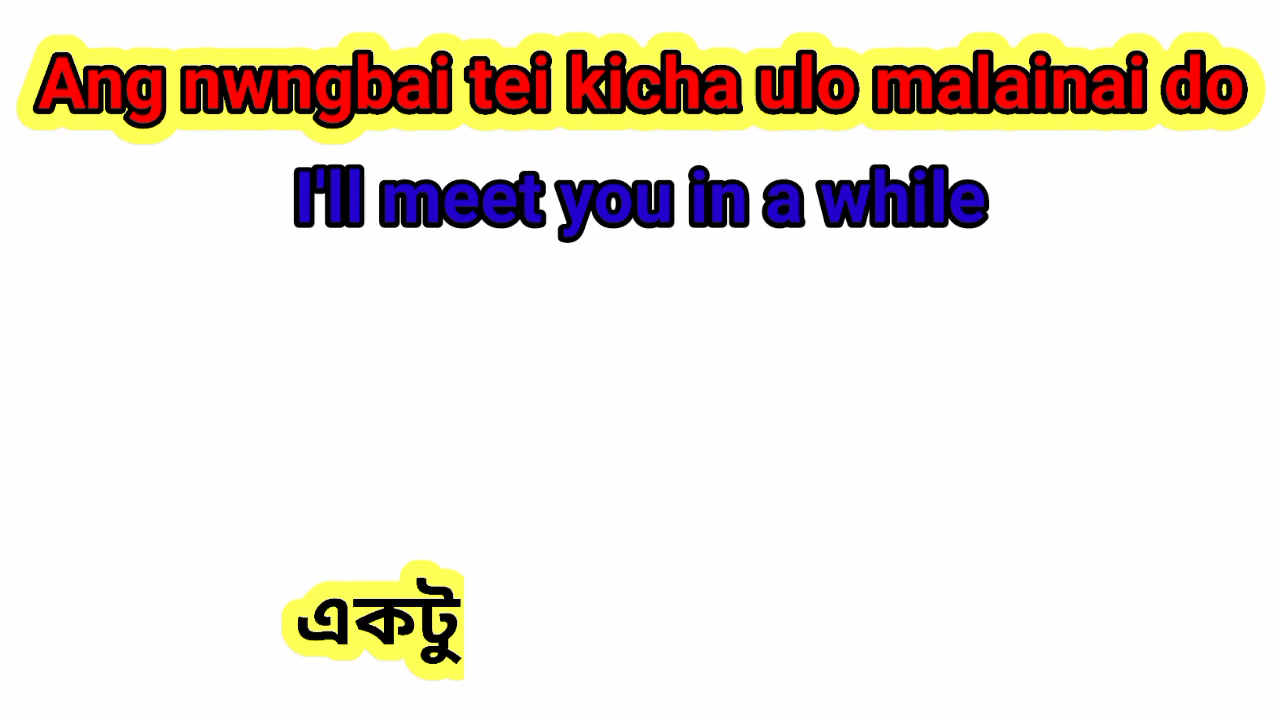 Ang nwngbai tei kicha ulo malainai do
I'll meet you in a while
একটু